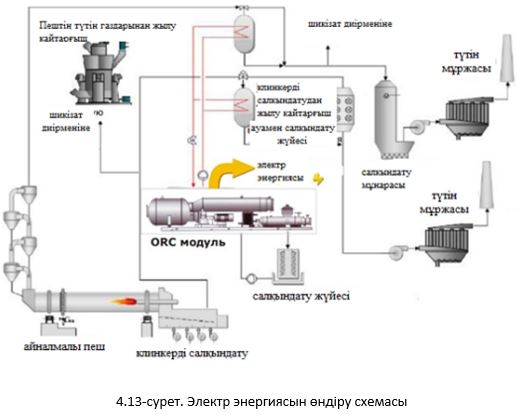 Пештің түтін газдарынан жылу
қайтарғыш
шикізат
диірменіне
шикізат диірменіне
түтін
мұржасы
клинкерді
салқындатудан
жылу қайтарғыш
ауамен салқындату
жүйесі
электр
энергиясы
салқындату
мұнарасы
түтін
мұржасы
ORC модуль
салқындату жүйесі
айналмалы пеш
клинкерді салқындату
4.13-сурет. Электр энергиясын өндіру схемасы